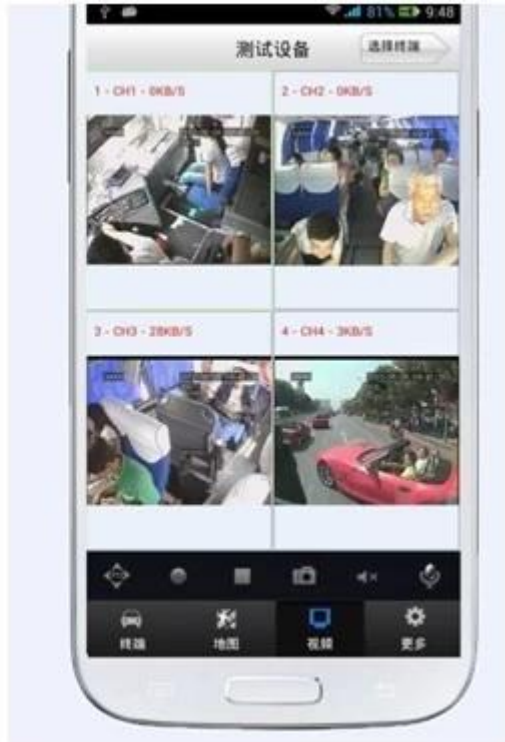 81% 9:48
测试设备
选择终端
1 - CH1 - 0KB/S
2 - CH2 - 0KB/S
3 - CH3 - 28KB/S
4 - CH4 - 3KB/S
终端
地图
视频
更多